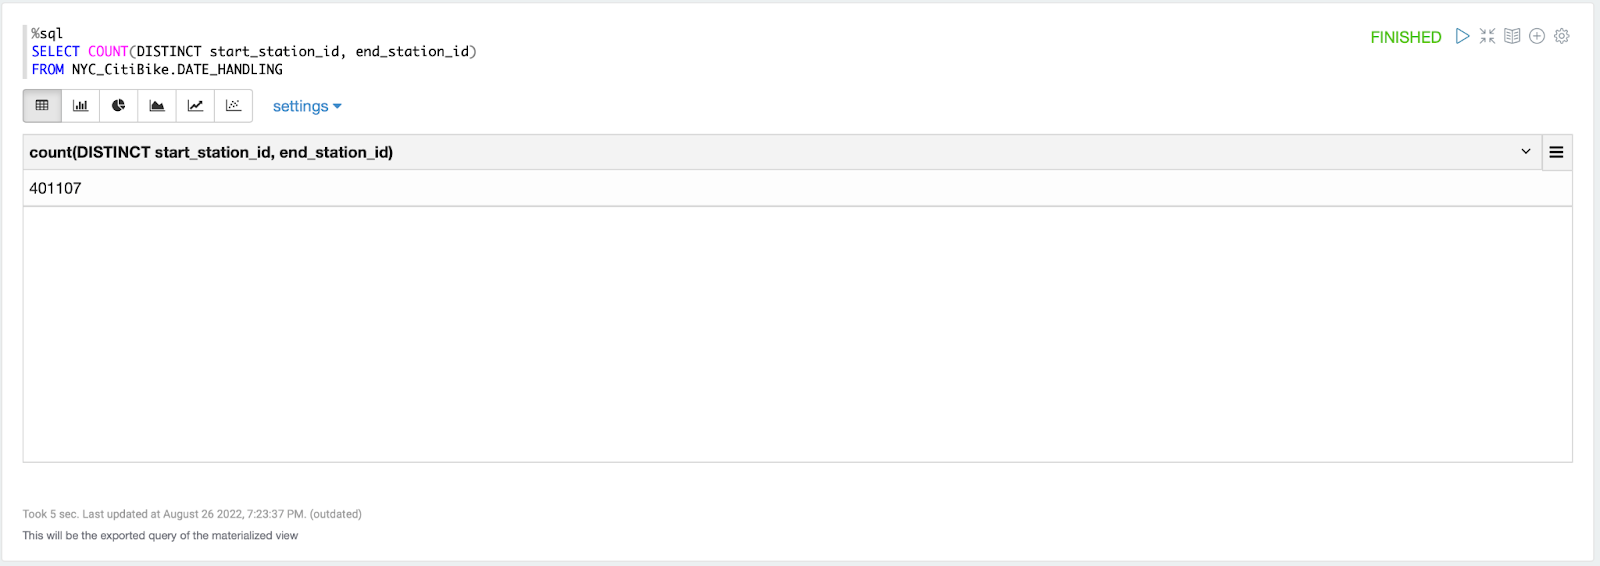 %sql
SELECT COUNT(DISTINCT start_station_id, end_station_id)
FROM NYC_CitiBike.DATE_HANDLING
FINISHED
settings
count(DISTINCT start_station_id, end_station_id)
401107
Took 5 sec. Last updated at August 26 2022, 7:23:37 PM. (outdated)
This will be the exported query of the materialized view